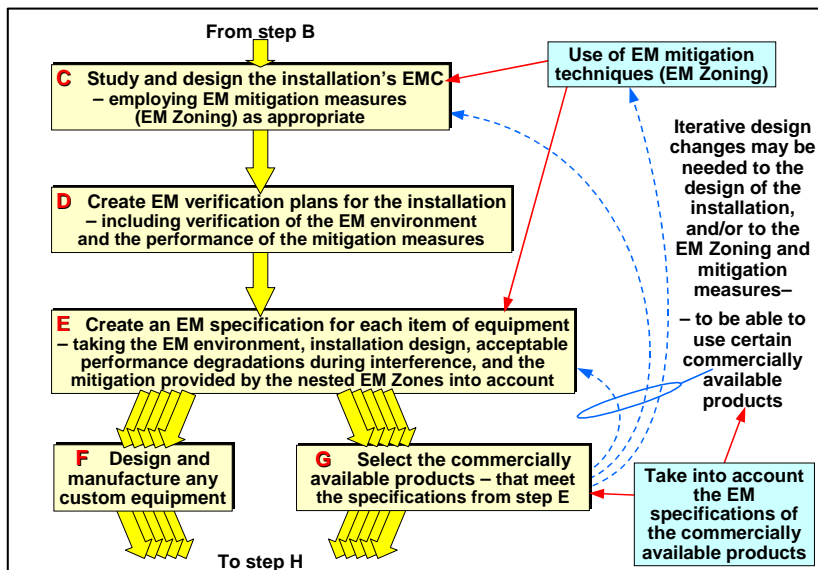 From step B
C Study and design the installation's EMC
– employing EM mitigation measures
(EM Zoning) as appropriate
Use of EM mitigation
techniques (EM Zoning)
D Create EM verification plans for the installation
– including verification of the EM environment
and the performance of the mitigation measures
Iterative design
changes may be
needed to the
design of the
installation,
and/or to the
EM Zoning and
mitigation
measures–
– to be able to
use certain
commercially
available
products
E Create an EM specification for each item of equipment
– taking the EM environment, installation design, acceptable
performance degradations during interference, and the
mitigation provided by the nested EM Zones into account
F Design and
manufacture any
custom equipment
G Select the commercially
available products – that meet
the specifications from step E
Take into account
the EM
specifications of
the commercially
available products
To step H